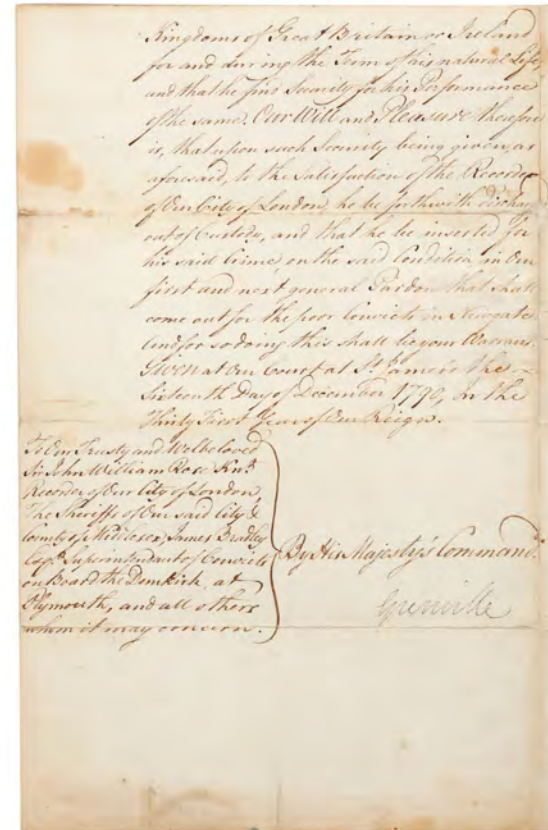 Kingdoms of Great Britain or Ireland
for and during the Term of his natural Life
and that he find Security for his Performance
of the same. Our Will and Pleasure therefore
is, that upon such Security being given, as
aforesaid, to the Satisfaction of the Recorder
of Our City of London, he be forthwith discharg
out of Custody, and that he be inserted for
his said Crime, on the said Condition, in Our
first and next general Pardon that shall
come out for the poor Convicts in Newgate
And for so doing this shall be your Warrant.
Given at Our Court at St. James's the
Sixteenth Day of December 1790, In the
Thirty First Year of Our Reign.
To Our Trusty and Welbeloved
Sir John William Rose Knt.
Recorder of Our City of London,
The Sheriffs of Our said City &
County of Middlesex, James Bradley
Esqr. Superintendant of Convicts
on Board the Dunkirk at
Plymouth, and all others
whom it may concern.
By His Majesty's Command.
Grenville